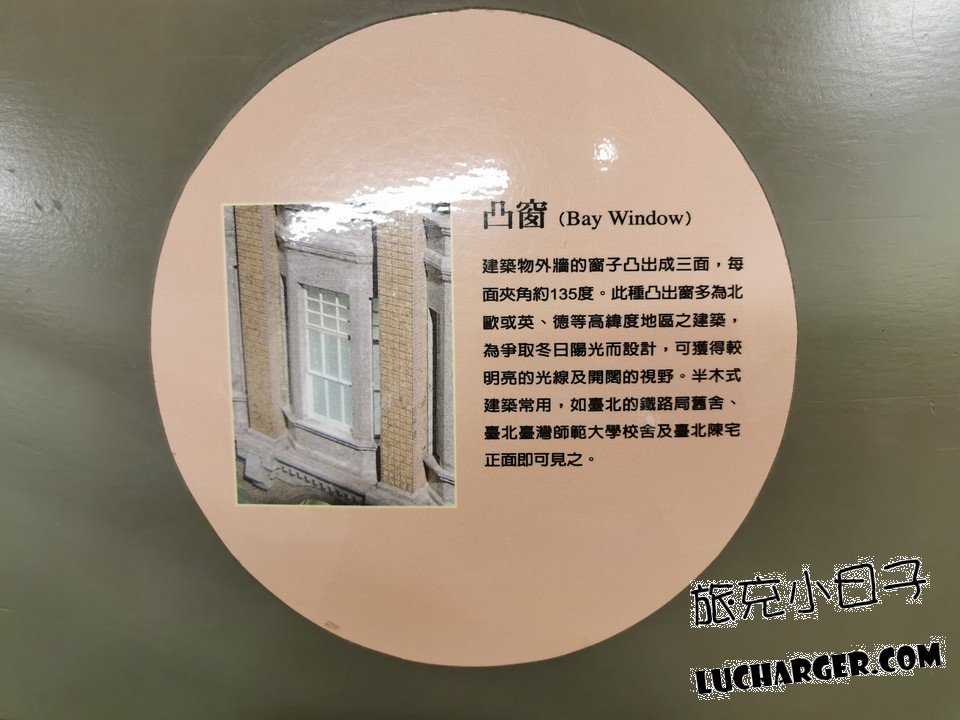 凸窗（Bay Window）
建築物外牆的窗子凸出成三面，每
面夾角約135度。此種凸出窗多為北
歐或英、德等高緯度地區之建築，
為爭取冬日陽光而設計，可獲得較
明亮的光線及開闊的視野。半木式
建築常用，如臺北的鐵路局舊舍、
臺北臺灣師範大學校舍及臺北陳宅
正面即可見之。
旅充小日子
LUCHARGER.COM